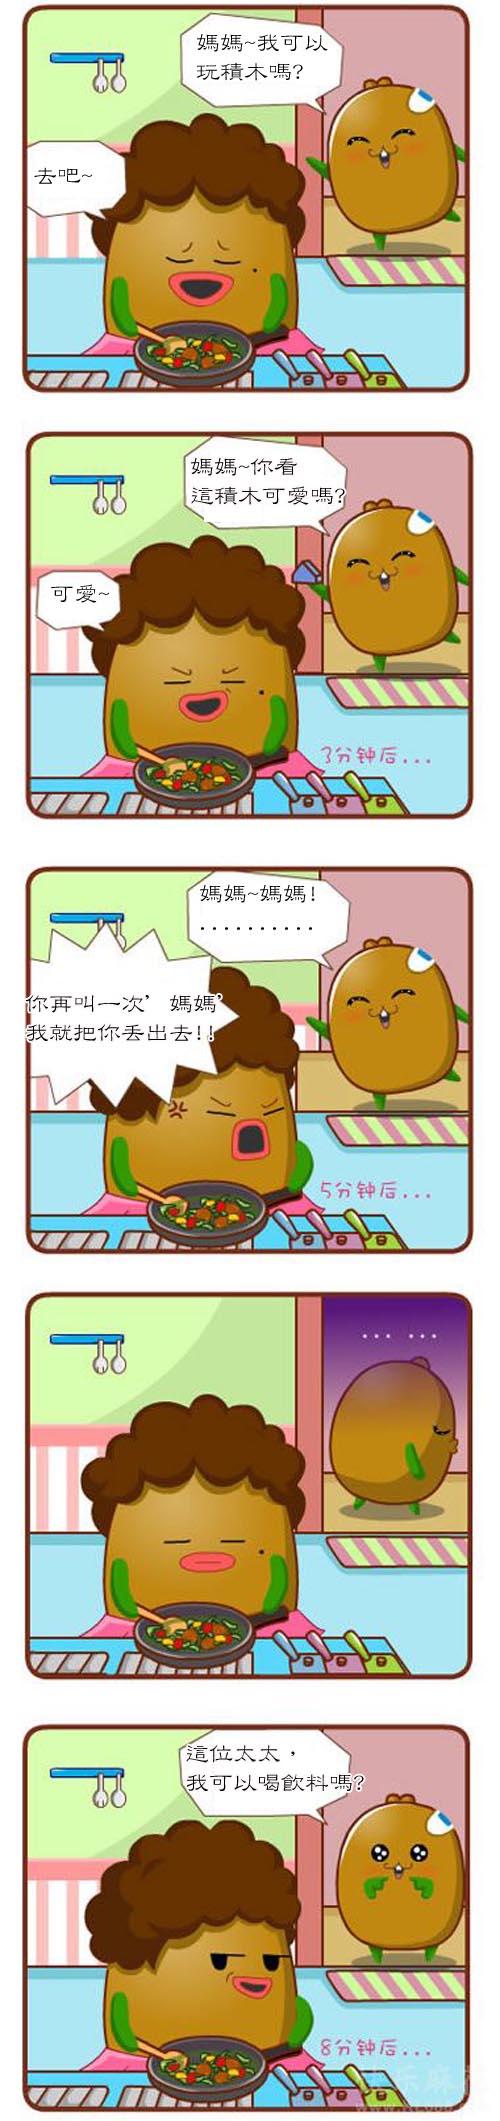 媽媽~我可以
玩積木嗎?
去吧~
媽媽~你看
這積木可愛嗎?
可愛~
3分钟后...
媽媽~媽媽!
..........
你再叫一次’媽媽’
我就把你丟出去!!
5分钟后...
... ...
這位太太，
我可以喝飲料嗎?
8分钟后...